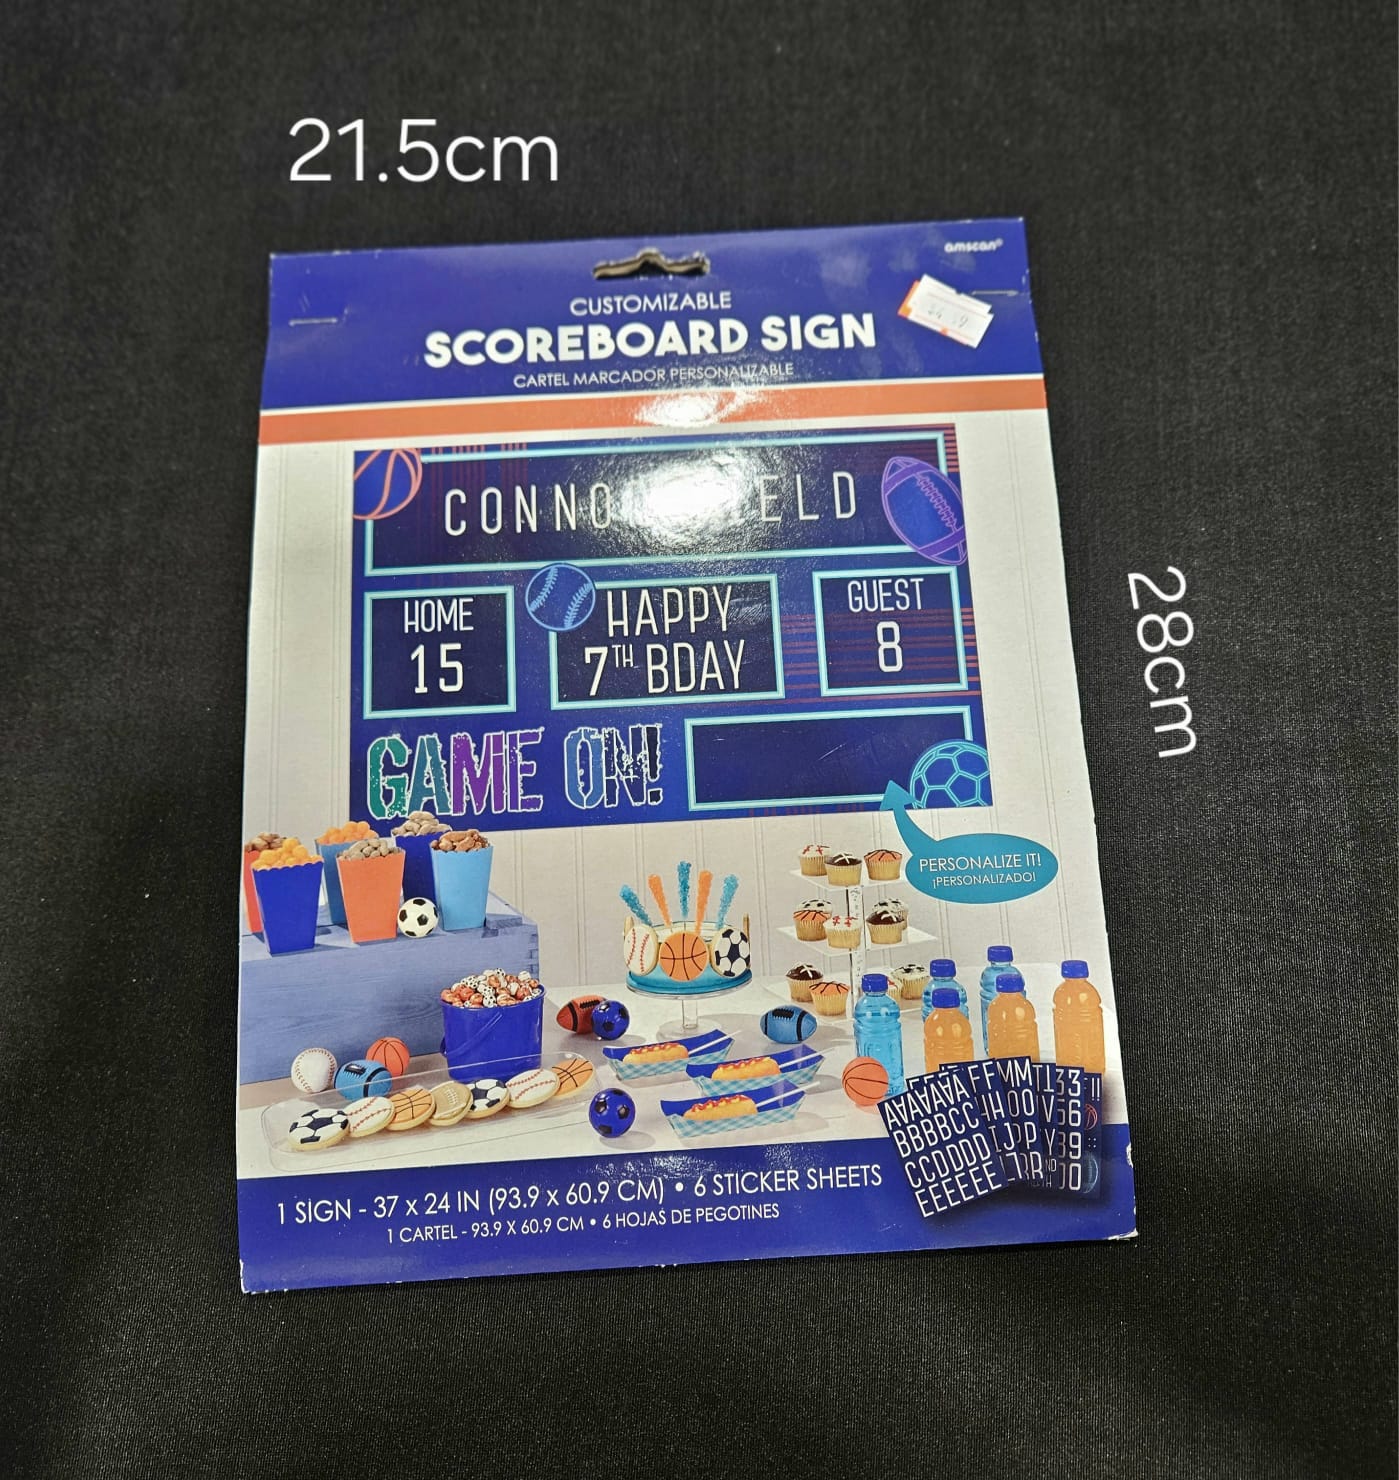 21.5cm
amscan®
CUSTOMIZABLE
SCOREBOARD SIGN
CARTEL MARCADOR PERSONALIZABLE
HOME
15
HAPPY
7TH BDAY
GUEST
8
GAME ON!
28cm
PERSONALIZE IT!
¡PERSONALIZADO!
1 SIGN - 37 x 24 IN (93.9 x 60.9 CM) • 6 STICKER SHEETS
1 CARTEL - 93.9 X 60.9 CM • 6 HOJAS DE PEGOTINES